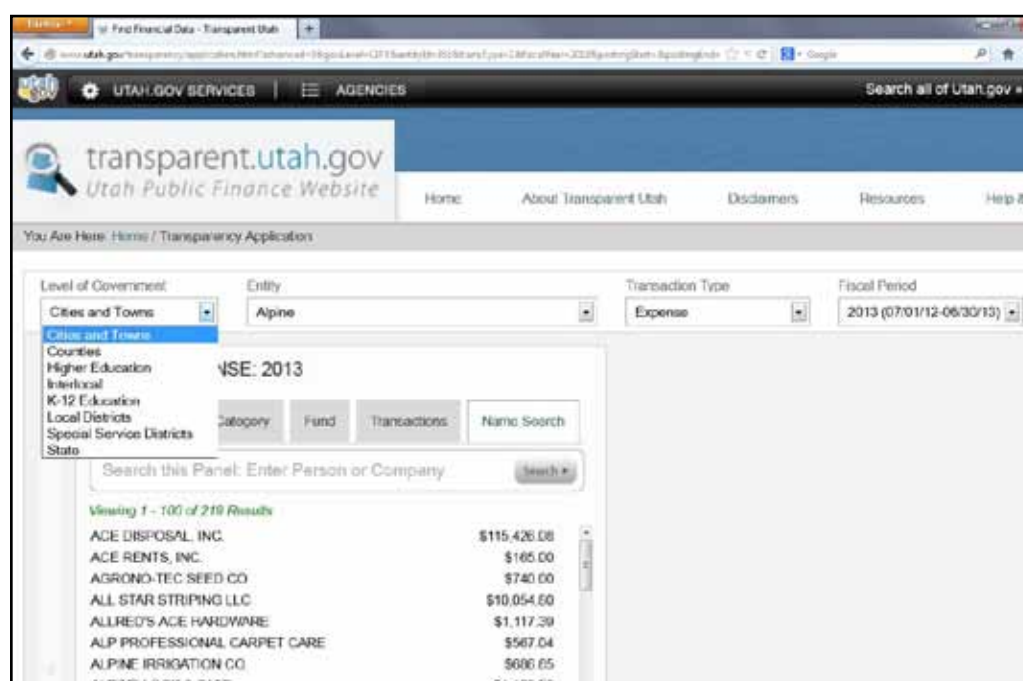 Find Financial Data - Transparent Utah
Google
UTAH.GOV SERVICES | AGENCIES
Search all of Utah.gov »
transparent.utah.gov
Utah Public Finance Website
Home About Transparent Utah Disclaimers Resources Help &
You Are Here: Home / Transparency Application
Level of Government Entity Transaction Type Fiscal Period
Cities and Towns Alpine Expense 2013 (07/01/12-06/30/13)
Cities and Towns
Counties
Higher Education
Interlocal
K-12 Education
Local Districts
Special Service Districts
State
NSE: 2013
Category Fund Transactions Name Search
Search this Panel: Enter Person or Company Search
Viewing 1 - 100 of 219 Results
ACE DISPOSAL, INC. $115,426.08
ACE RENTS, INC. $165.00
AGRONO-TEC SEED CO $740.00
ALL STAR STRIPING LLC $10,054.60
ALLRED'S ACE HARDWARE $1,117.39
ALP PROFESSIONAL CARPET CARE $567.04
ALPINE IRRIGATION CO $686.65